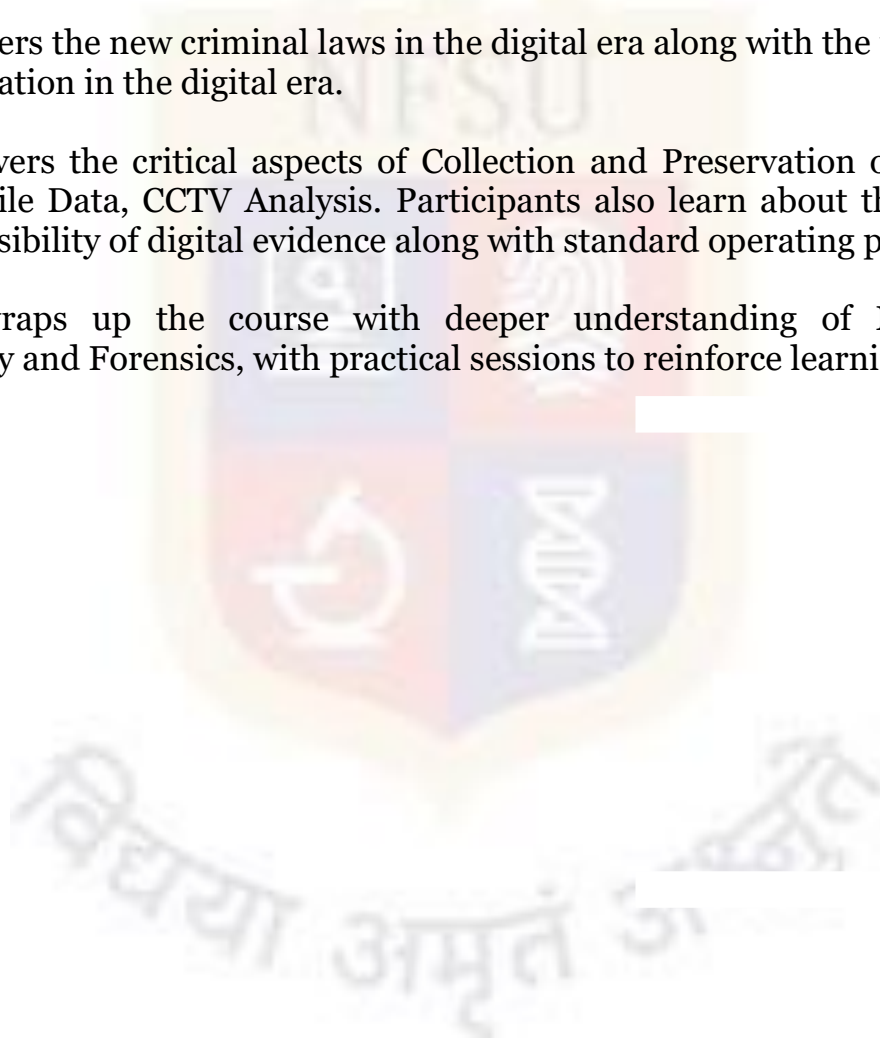 ers the new criminal laws in the digital era along with the
ation in the digital era.
vers the critical aspects of Collection and Preservation o
ile Data, CCTV Analysis. Participants also learn about th
sibility of digital evidence along with standard operating p
raps up the course with deeper understanding of
y and Forensics, with practical sessions to reinforce learni
NFSU
विद्यया अमृतं अश्नुते